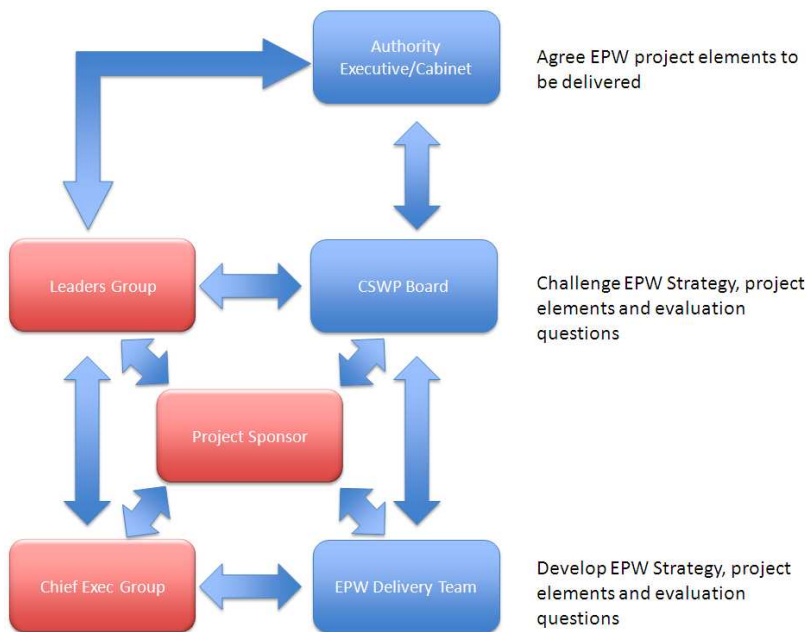 Authority
Executive/Cabinet
Agree EPW project elements to
be delivered
Leaders Group
CSWP Board
Challenge EPW Strategy, project
elements and evaluation
questions
Project Sponsor
Chief Exec Group
EPW Delivery Team
Develop EPW Strategy, project
elements and evaluation
questions